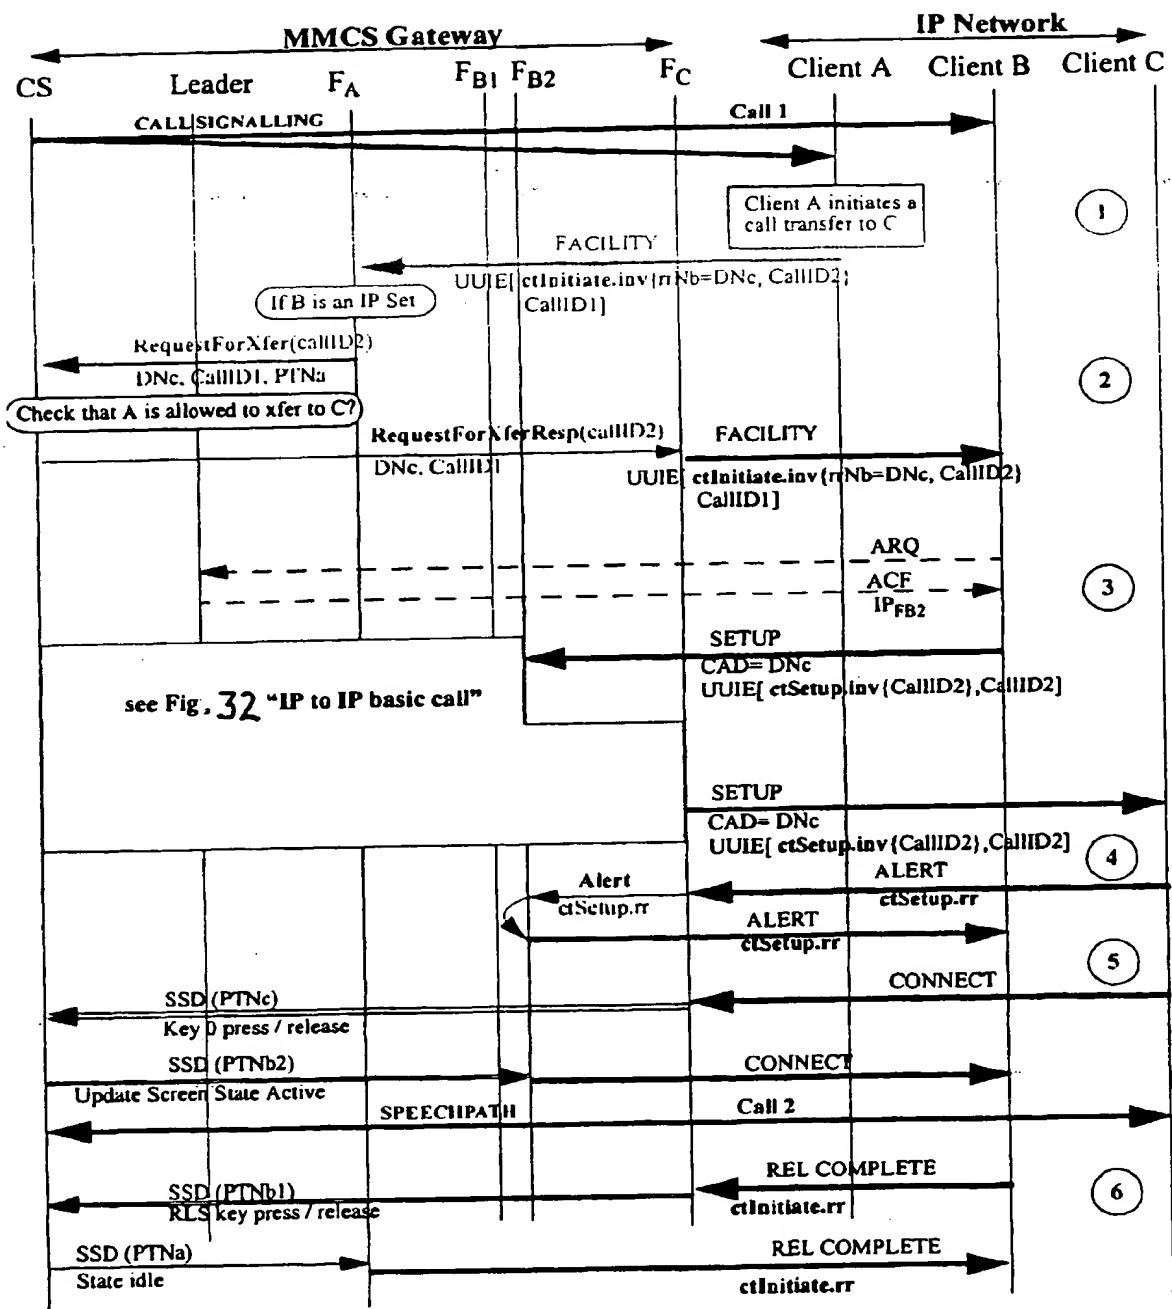 MMCS Gateway
IP Network
CS
Leader
FA
FB1
FB2
FC
Client A
Client B
Client C
CALL SIGNALLING
Call 1
Client A initiates a
call transfer to C
1
FACILITY
UUIE[ ctInitiate.inv{rrNb=DNc, CallID2}
CallID1]
If B is an IP Set
RequestForXfer(callID2)
DNc, CallID1, PTNa
2
Check that A is allowed to xfer to C?
RequestForXferResp(callID2)
DNc, CallID1
FACILITY
UUIE[ ctInitiate.inv{rrNb=DNc, CallID2}
CallID1]
ARQ
ACF
IPFB2
3
SETUP
CAD= DNc
UUIE[ ctSetup.inv{CallID2},CallID2]
see Fig. 32 "IP to IP basic call"
SETUP
CAD= DNc
UUIE[ ctSetup.inv{CallID2},CallID2]
4
ALERT
ctSetup.rr
Alert
ctSetup.rr
ALERT
ctSetup.rr
5
CONNECT
SSD (PTNc)
Key 0 press / release
SSD (PTNb2)
Update Screen State Active
CONNECT
SPEECHPATH
Call 2
REL COMPLETE
ctInitiate.rr
6
SSD (PTNb1)
RLS key press / release
SSD (PTNa)
State idle
REL COMPLETE
ctInitiate.rr